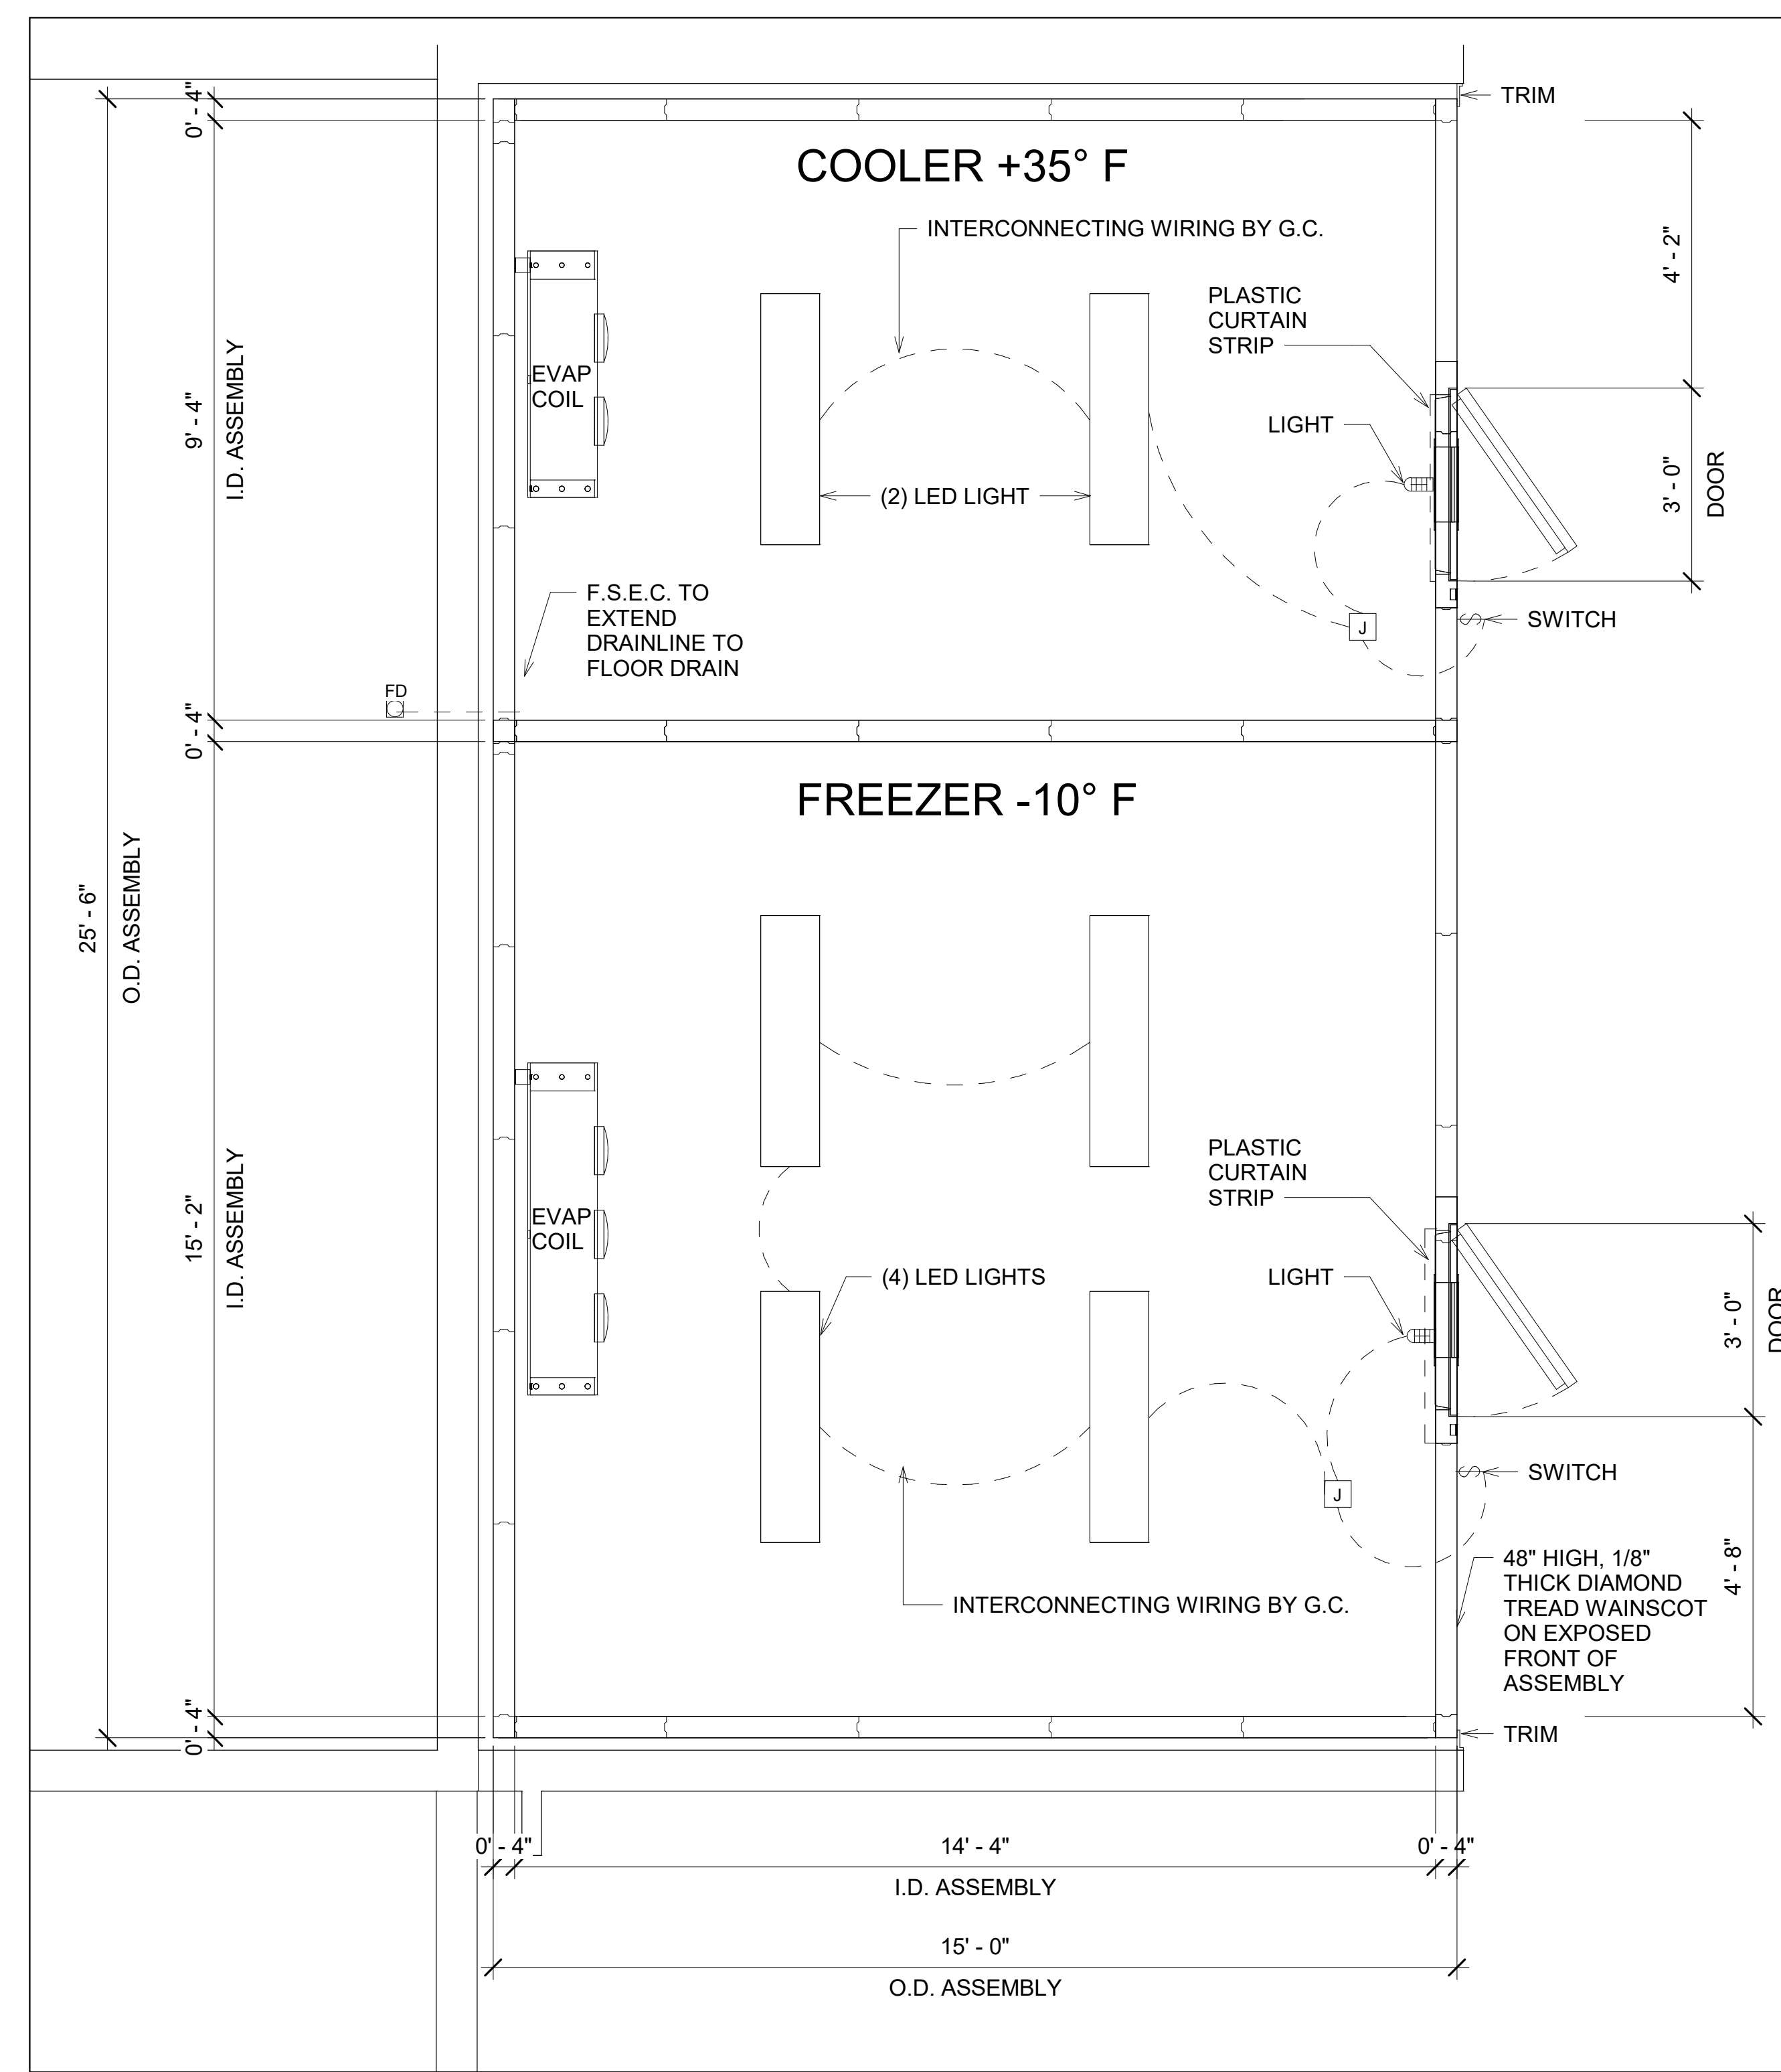 TRIM
0' - 4"
COOLER +35° F
INTERCONNECTING WIRING BY G.C.
4' - 2"
PLASTIC
CURTAIN
STRIP
EVAP
COIL
9' - 4"
I.D. ASSEMBLY
LIGHT
(2) LED LIGHT
3' - 0"
DOOR
F.S.E.C. TO
EXTEND
DRAINLINE TO
FLOOR DRAIN
J
SWITCH
FD
0' - 4"
FREEZER -10° F
25' - 6"
O.D. ASSEMBLY
PLASTIC
CURTAIN
STRIP
EVAP
COIL
15' - 2"
I.D. ASSEMBLY
(4) LED LIGHTS
LIGHT
3' - 0"
DOOR
SWITCH
J
48" HIGH, 1/8"
THICK DIAMOND
TREAD WAINSCOT
ON EXPOSED
FRONT OF
ASSEMBLY
4' - 8"
INTERCONNECTING WIRING BY G.C.
0' - 4"
TRIM
0' - 4"
14' - 4"
0' - 4"
I.D. ASSEMBLY
15' - 0"
O.D. ASSEMBLY